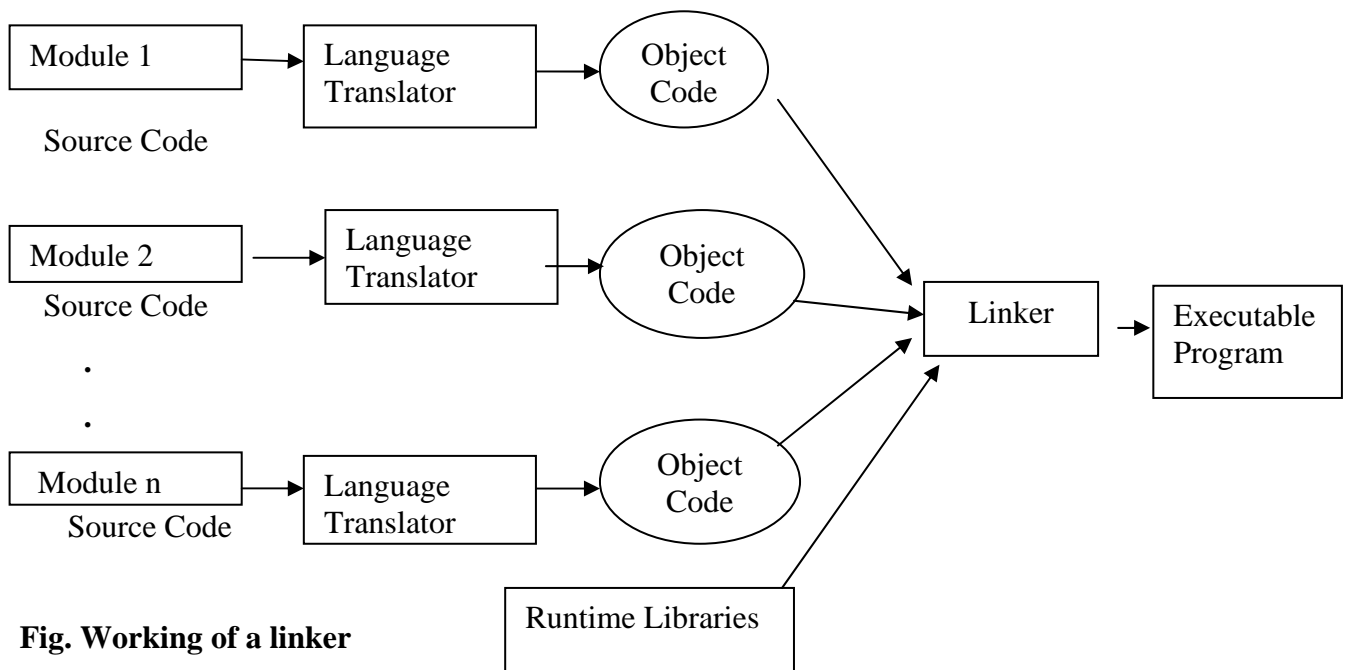 Module 1
Language
Translator
Object
Code
Source Code
Module 2
Language
Translator
Object
Code
Source Code
Linker
Executable
Program
.
.
Module n
Language
Translator
Object
Code
Source Code
Runtime Libraries
Fig. Working of a linker